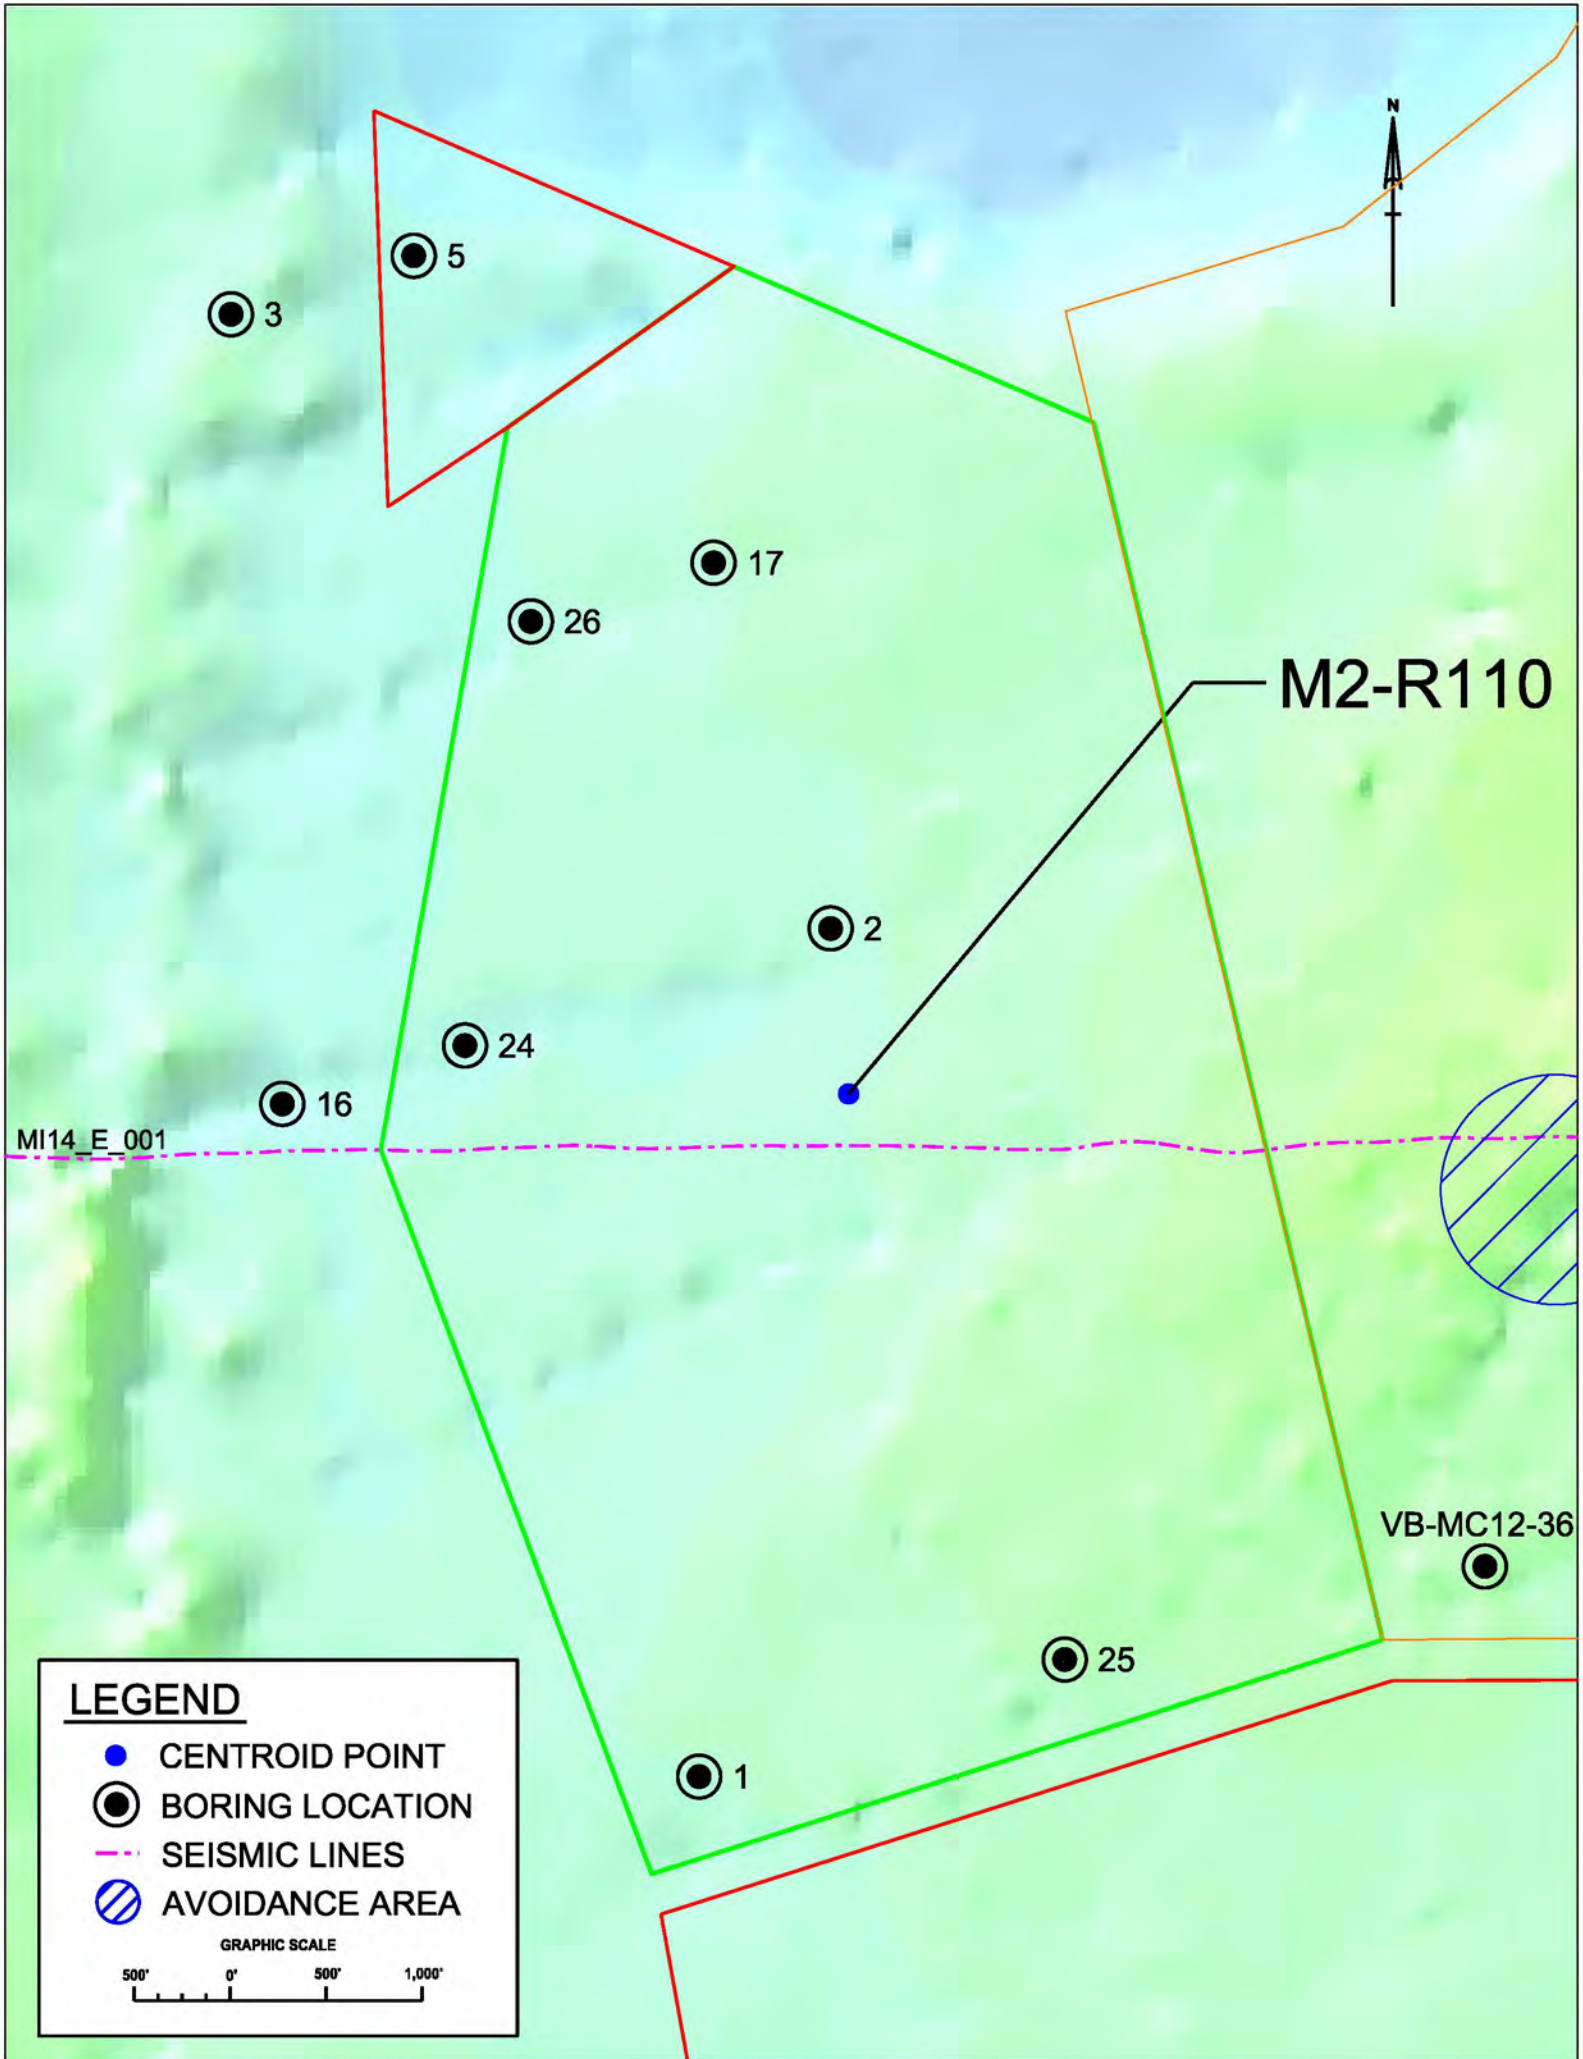 N
5
3
17
26
M2-R110
2
24
16
MI14_E_001
VB-MC12-36
25
1
LEGEND
CENTROID POINT
BORING LOCATION
SEISMIC LINES
AVOIDANCE AREA
GRAPHIC SCALE
500' 0' 500' 1,000'